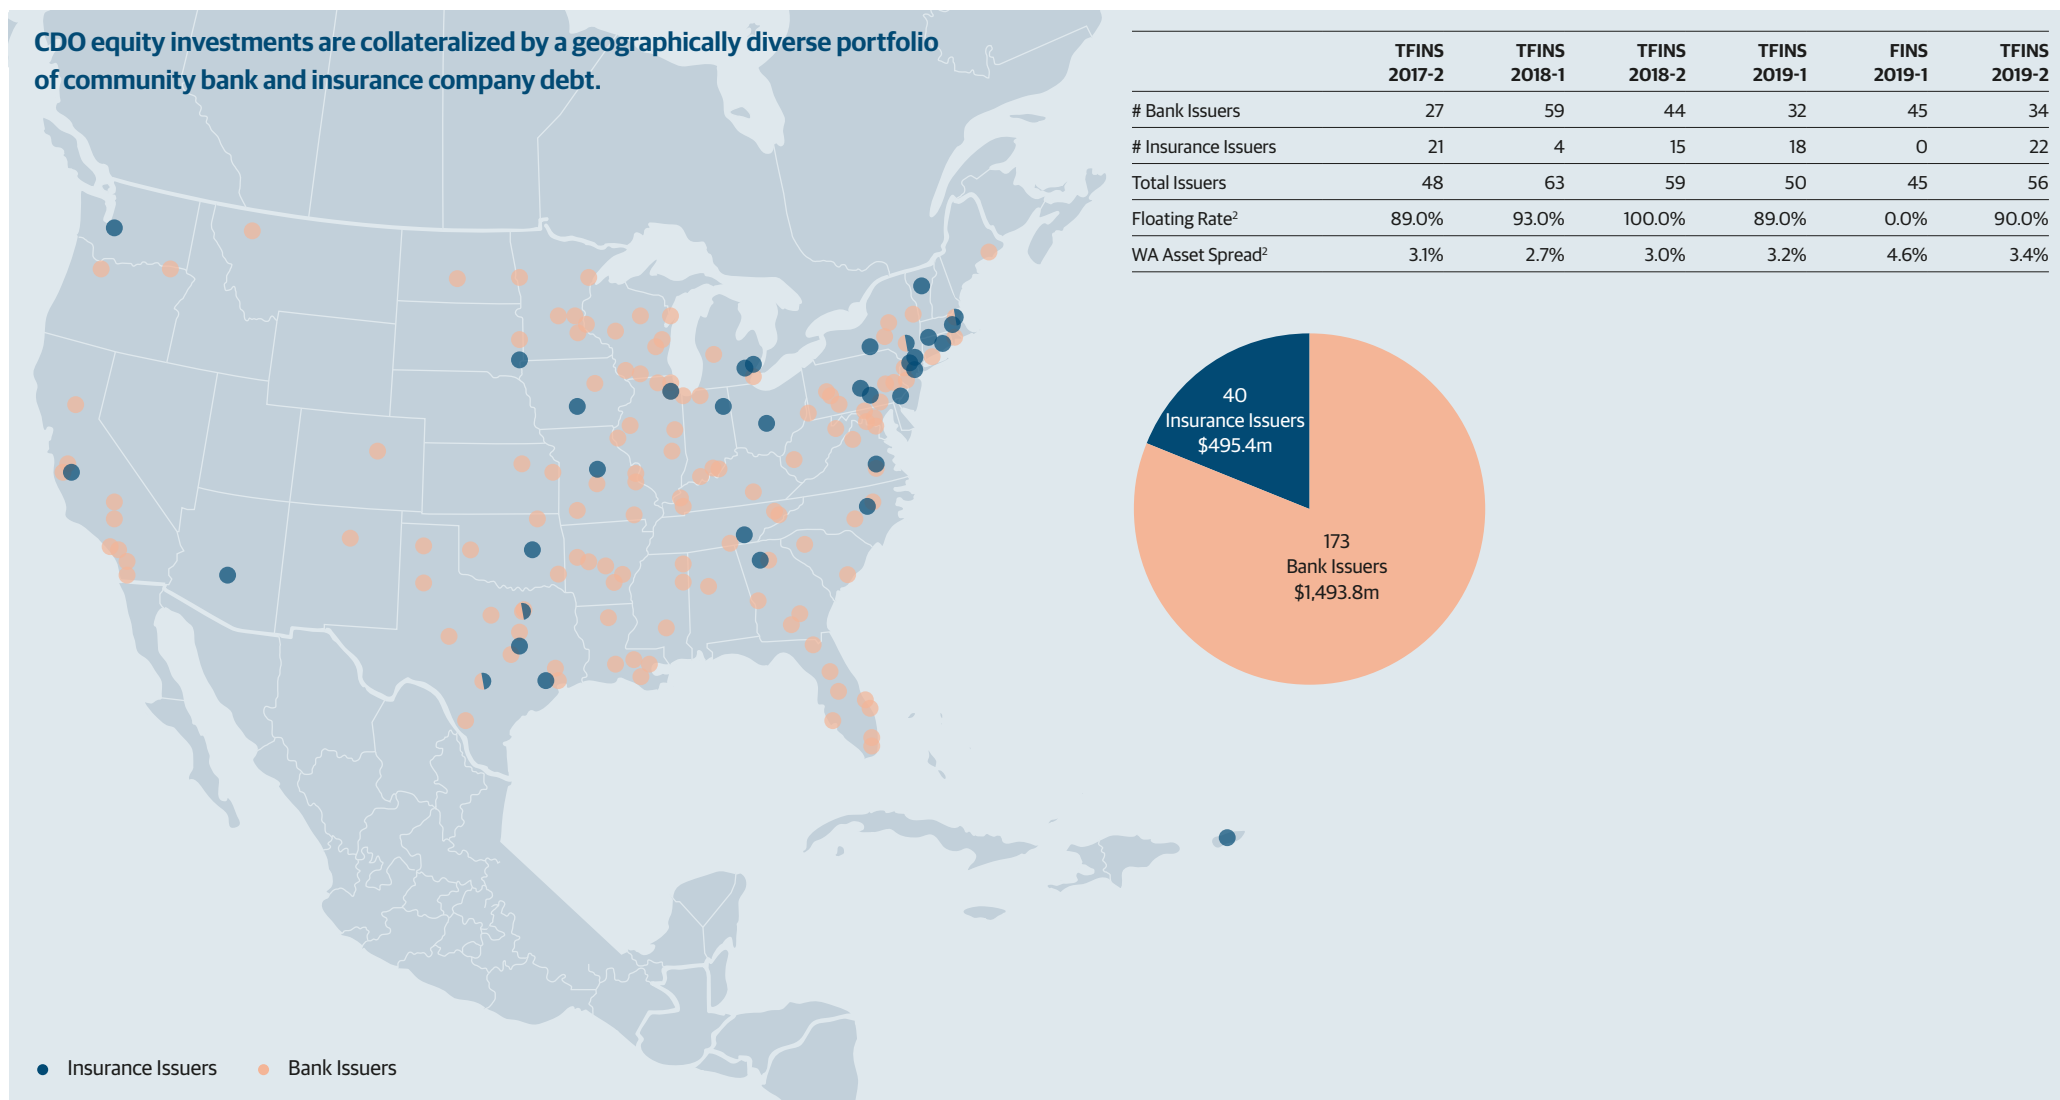 CDO equity investments are collateralized by a geographically diverse portfolio
of community bank and insurance company debt.
TFINS 2017-2 TFINS 2018-1 TFINS 2018-2 TFINS 2019-1 FINS 2019-1 TFINS 2019-2
# Bank Issuers 27 59 44 32 45 34
# Insurance Issuers 21 4 15 18 0 22
Total Issuers 48 63 59 50 45 56
Floating Rate² 89.0% 93.0% 100.0% 89.0% 0.0% 90.0%
WA Asset Spread² 3.1% 2.7% 3.0% 3.2% 4.6% 3.4%
40
Insurance Issuers
$495.4m
173
Bank Issuers
$1,493.8m
Insurance Issuers
Bank Issuers